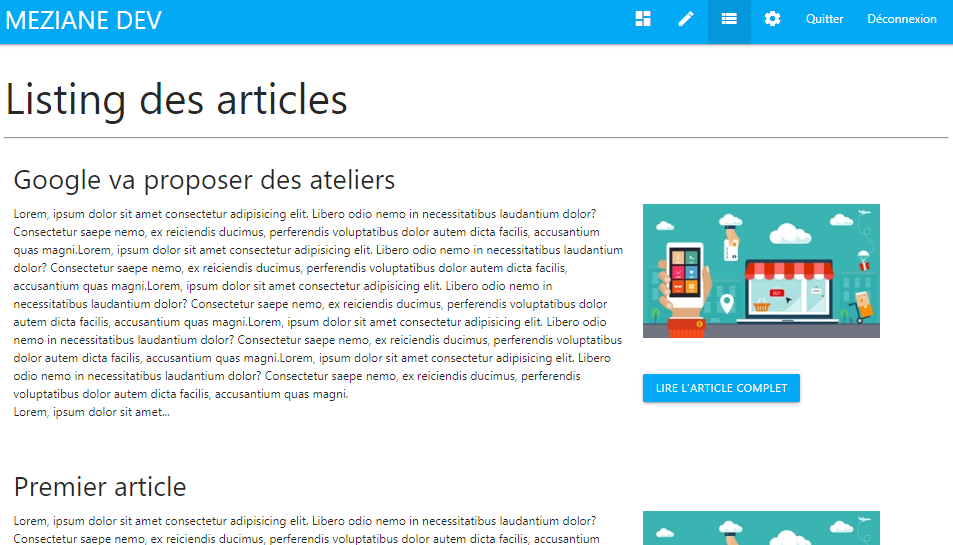 MEZIANE DEV
Quitter
Déconnexion
Listing des articles
Google va proposer des ateliers
Lorem, ipsum dolor sit amet consectetur adipisicing elit. Libero odio nemo in necessitatibus laudantium dolor?
Consectetur saepe nemo, ex reiciendis ducimus, perferendis voluptatibus dolor autem dicta facilis, accusantium
quas magni.Lorem, ipsum dolor sit amet consectetur adipisicing elit. Libero odio nemo in necessitatibus laudantium
dolor? Consectetur saepe nemo, ex reiciendis ducimus, perferendis voluptatibus dolor autem dicta facilis,
accusantium quas magni.Lorem, ipsum dolor sit amet consectetur adipisicing elit. Libero odio nemo in
necessitatibus laudantium dolor? Consectetur saepe nemo, ex reiciendis ducimus, perferendis voluptatibus dolor
autem dicta facilis, accusantium quas magni.Lorem, ipsum dolor sit amet consectetur adipisicing elit. Libero odio
nemo in necessitatibus laudantium dolor? Consectetur saepe nemo, ex reiciendis ducimus, perferendis voluptatibus
dolor autem dicta facilis, accusantium quas magni.Lorem, ipsum dolor sit amet consectetur adipisicing elit. Libero
odio nemo in necessitatibus laudantium dolor? Consectetur saepe nemo, ex reiciendis ducimus, perferendis
voluptatibus dolor autem dicta facilis, accusantium quas magni.
Lorem, ipsum dolor sit amet...
BUY
LIRE L'ARTICLE COMPLET
Premier article
Lorem, ipsum dolor sit amet consectetur adipisicing elit. Libero odio nemo in necessitatibus laudantium dolor?
Consectetur saepe nemo, ex reiciendis ducimus, perferendis voluptatibus dolor autem dicta facilis, accusantium